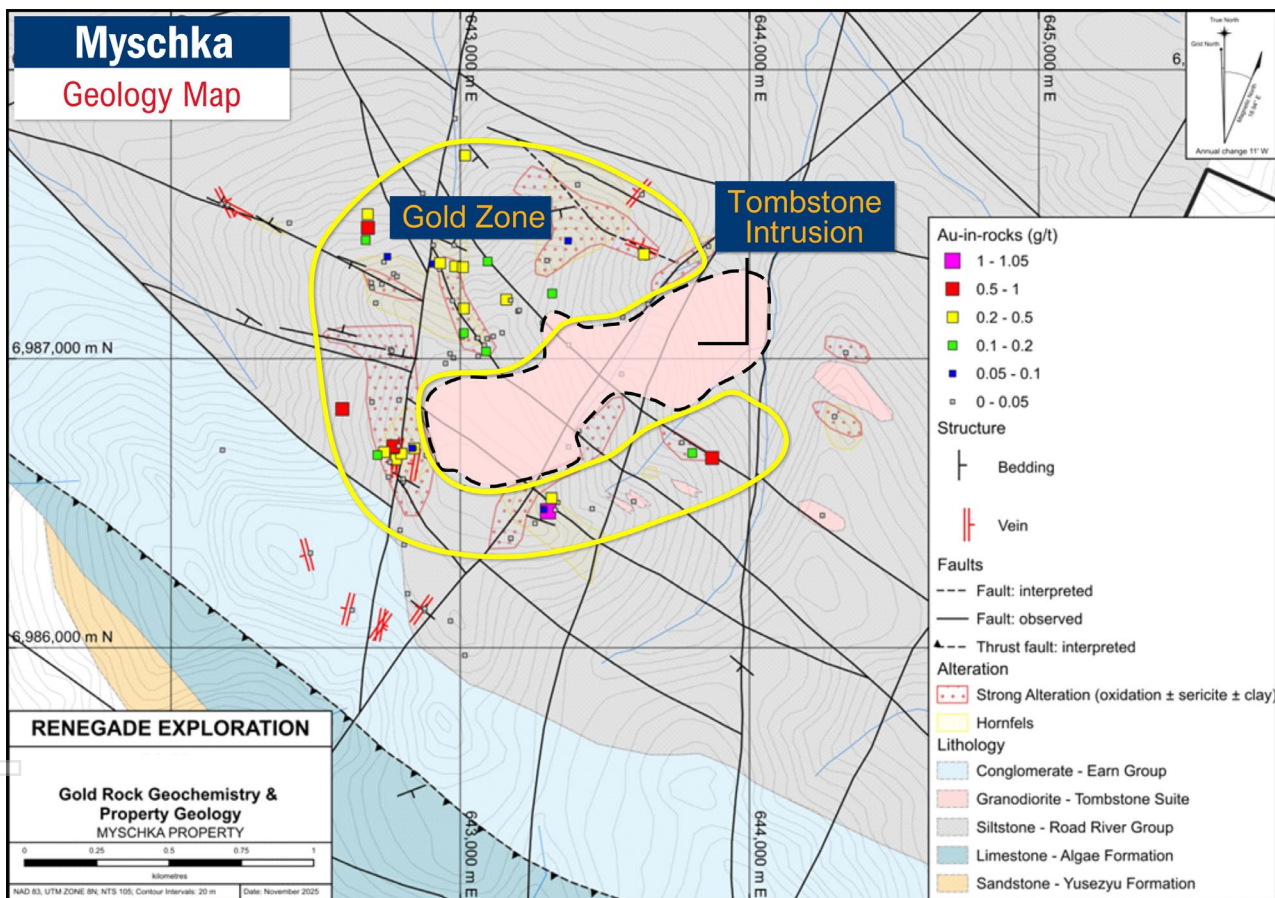 Myschka
Geology Map
643,000 m E
644,000 m E
645,000 m E
6,
True North
Grid North
Magnetic North
Annual change 11' W
Gold Zone
Tombstone
Intrusion
6,987,000 m N
6,986,000 m N
643,000 m E
644,000 m E
Au-in-rocks (g/t)
1 - 1.05
0.5 - 1
0.2 - 0.5
0.1 - 0.2
0.05 - 0.1
0 - 0.05
Structure
Bedding
Vein
Faults
Fault: interpreted
Fault: observed
Thrust fault: interpreted
Alteration
Strong Alteration (oxidation ± sericite ± clay)
Hornfels
Lithology
Conglomerate - Earn Group
Granodiorite - Tombstone Suite
Siltstone - Road River Group
Limestone - Algae Formation
Sandstone - Yusezyu Formation
RENEGADE EXPLORATION
Gold Rock Geochemistry &
Property Geology
MYSCHKA PROPERTY
0 0.25 0.5 0.75 1
kilometres
NAD 83, UTM ZONE 8N; NTS 105; Contour Intervals: 20 m
Date: November 2025